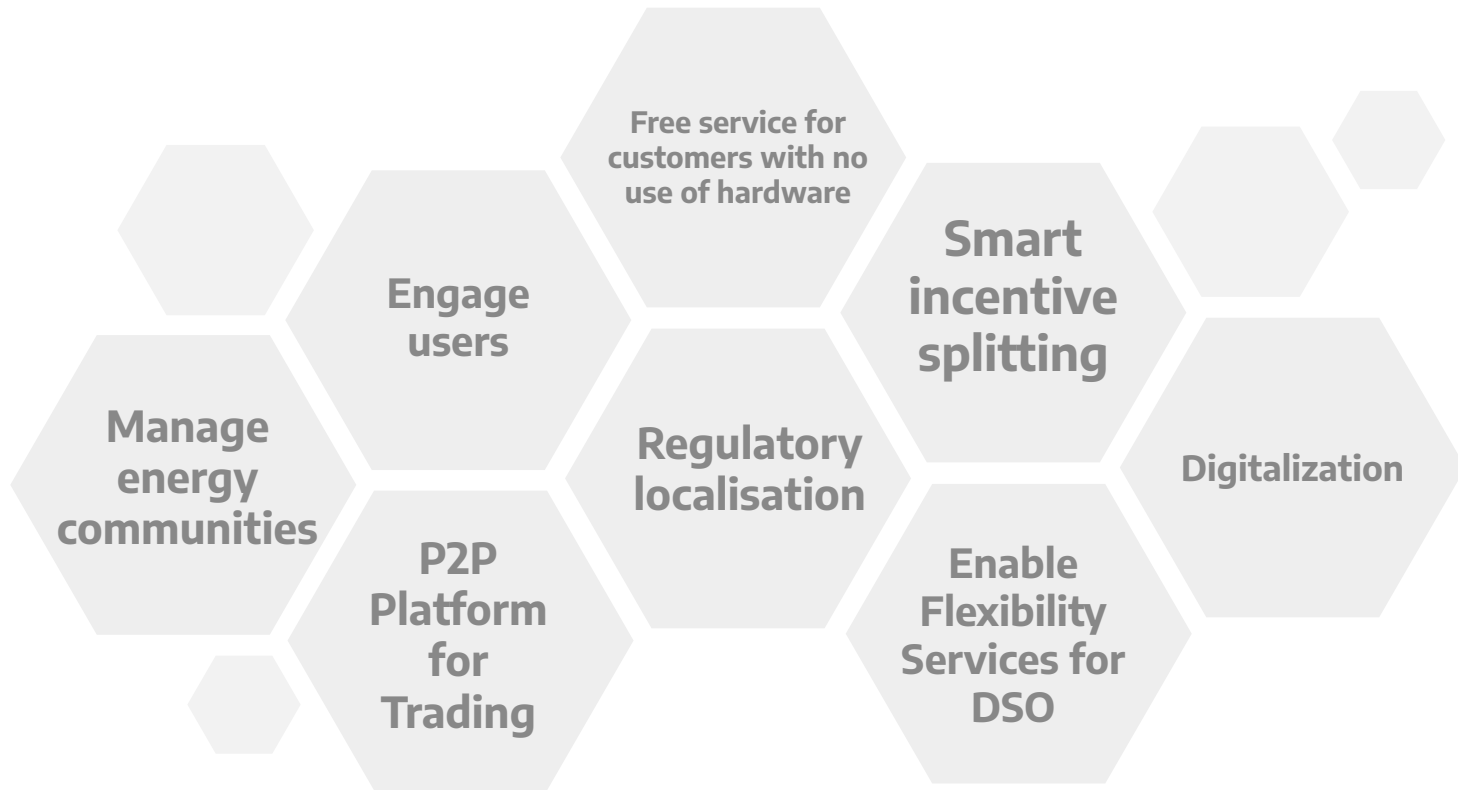 Free service for
customers with no
use of hardware
Smart
incentive
splitting
Engage
users
Manage
energy
communities
Regulatory
localisation
Digitalization
P2P
Platform
for
Trading
Enable
Flexibility
Services for
DSO